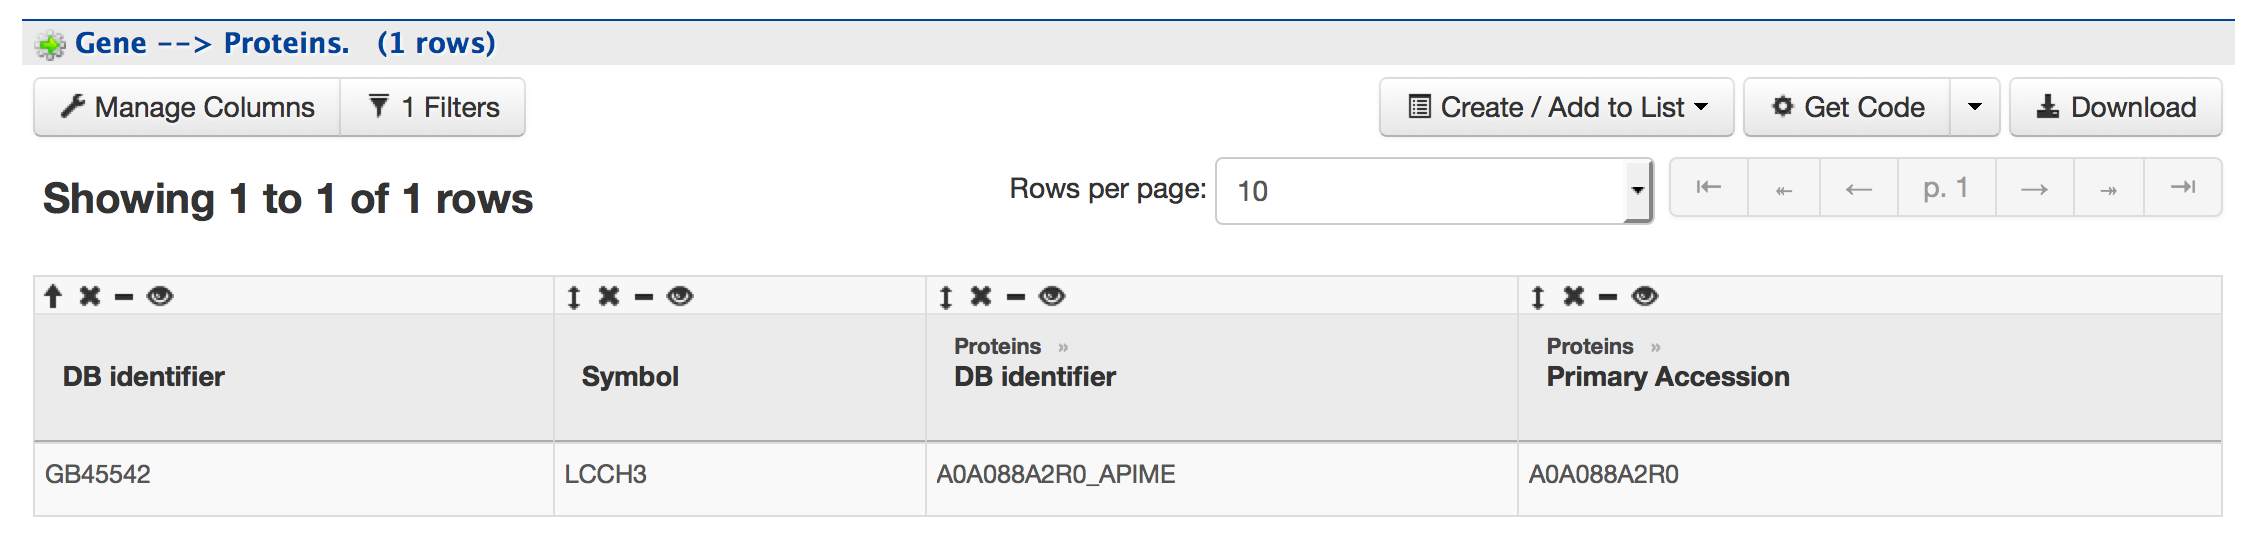 Gene --> Proteins. (1 rows)
Manage Columns 1 Filters Create / Add to List Get Code Download
Showing 1 to 1 of 1 rows Rows per page: 10 p. 1
Proteins » Proteins »
DB identifier Symbol DB identifier Primary Accession
GB45542 LCCH3 A0A088A2R0_APIME A0A088A2R0